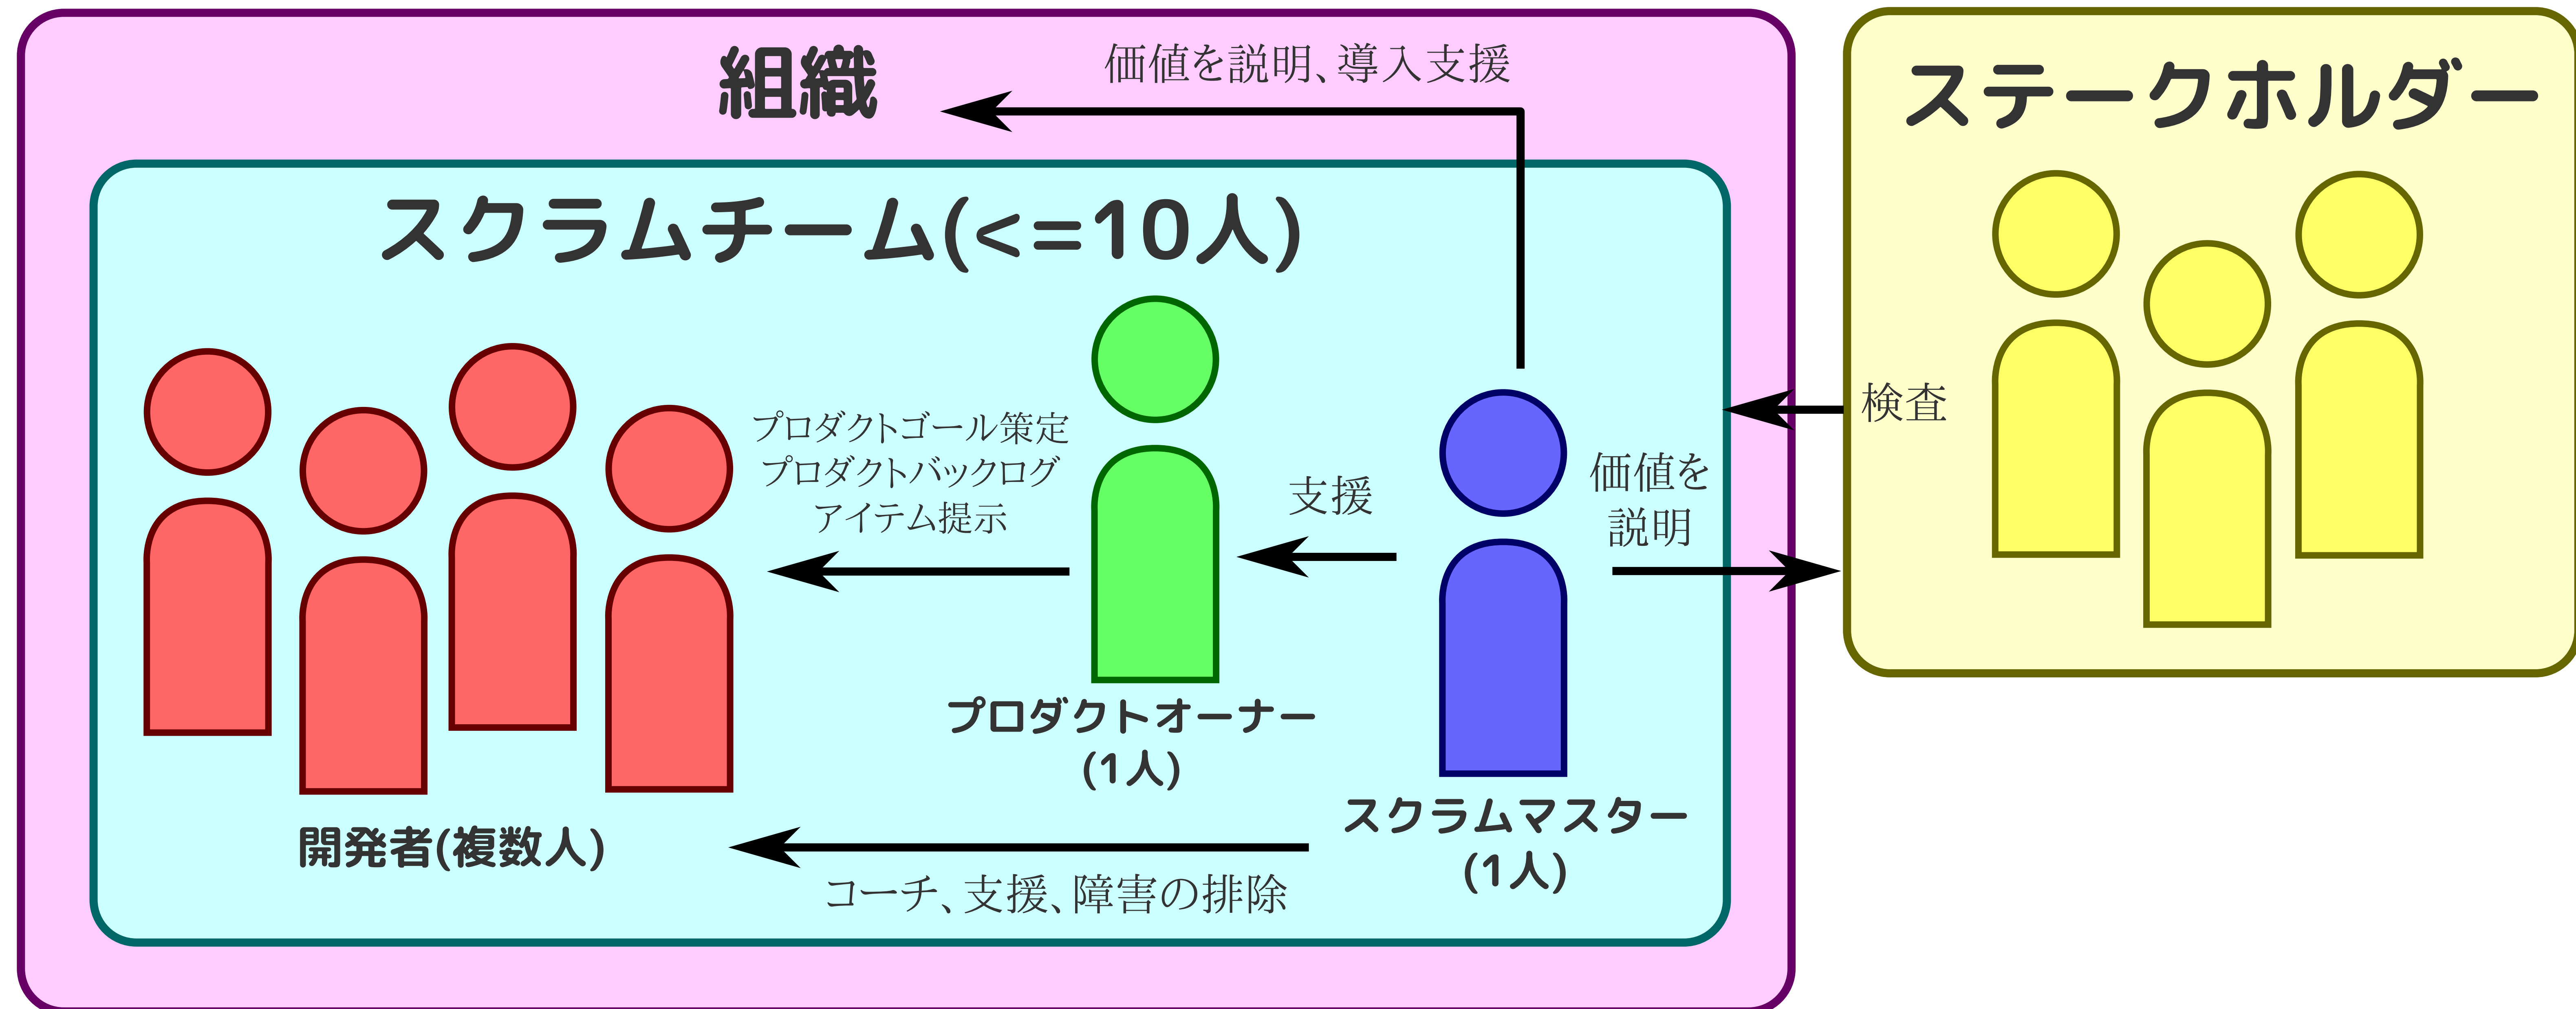 組織
価値を説明、導入支援
ステークホルダー
スクラムチーム(<=10人)
プロダクトゴール策定
プロダクトバックログ
アイテム提示
支援
価値を
説明
検査
プロダクトオーナー
(1人)
スクラムマスター
(1人)
開発者(複数人)
コーチ、支援、障害の排除